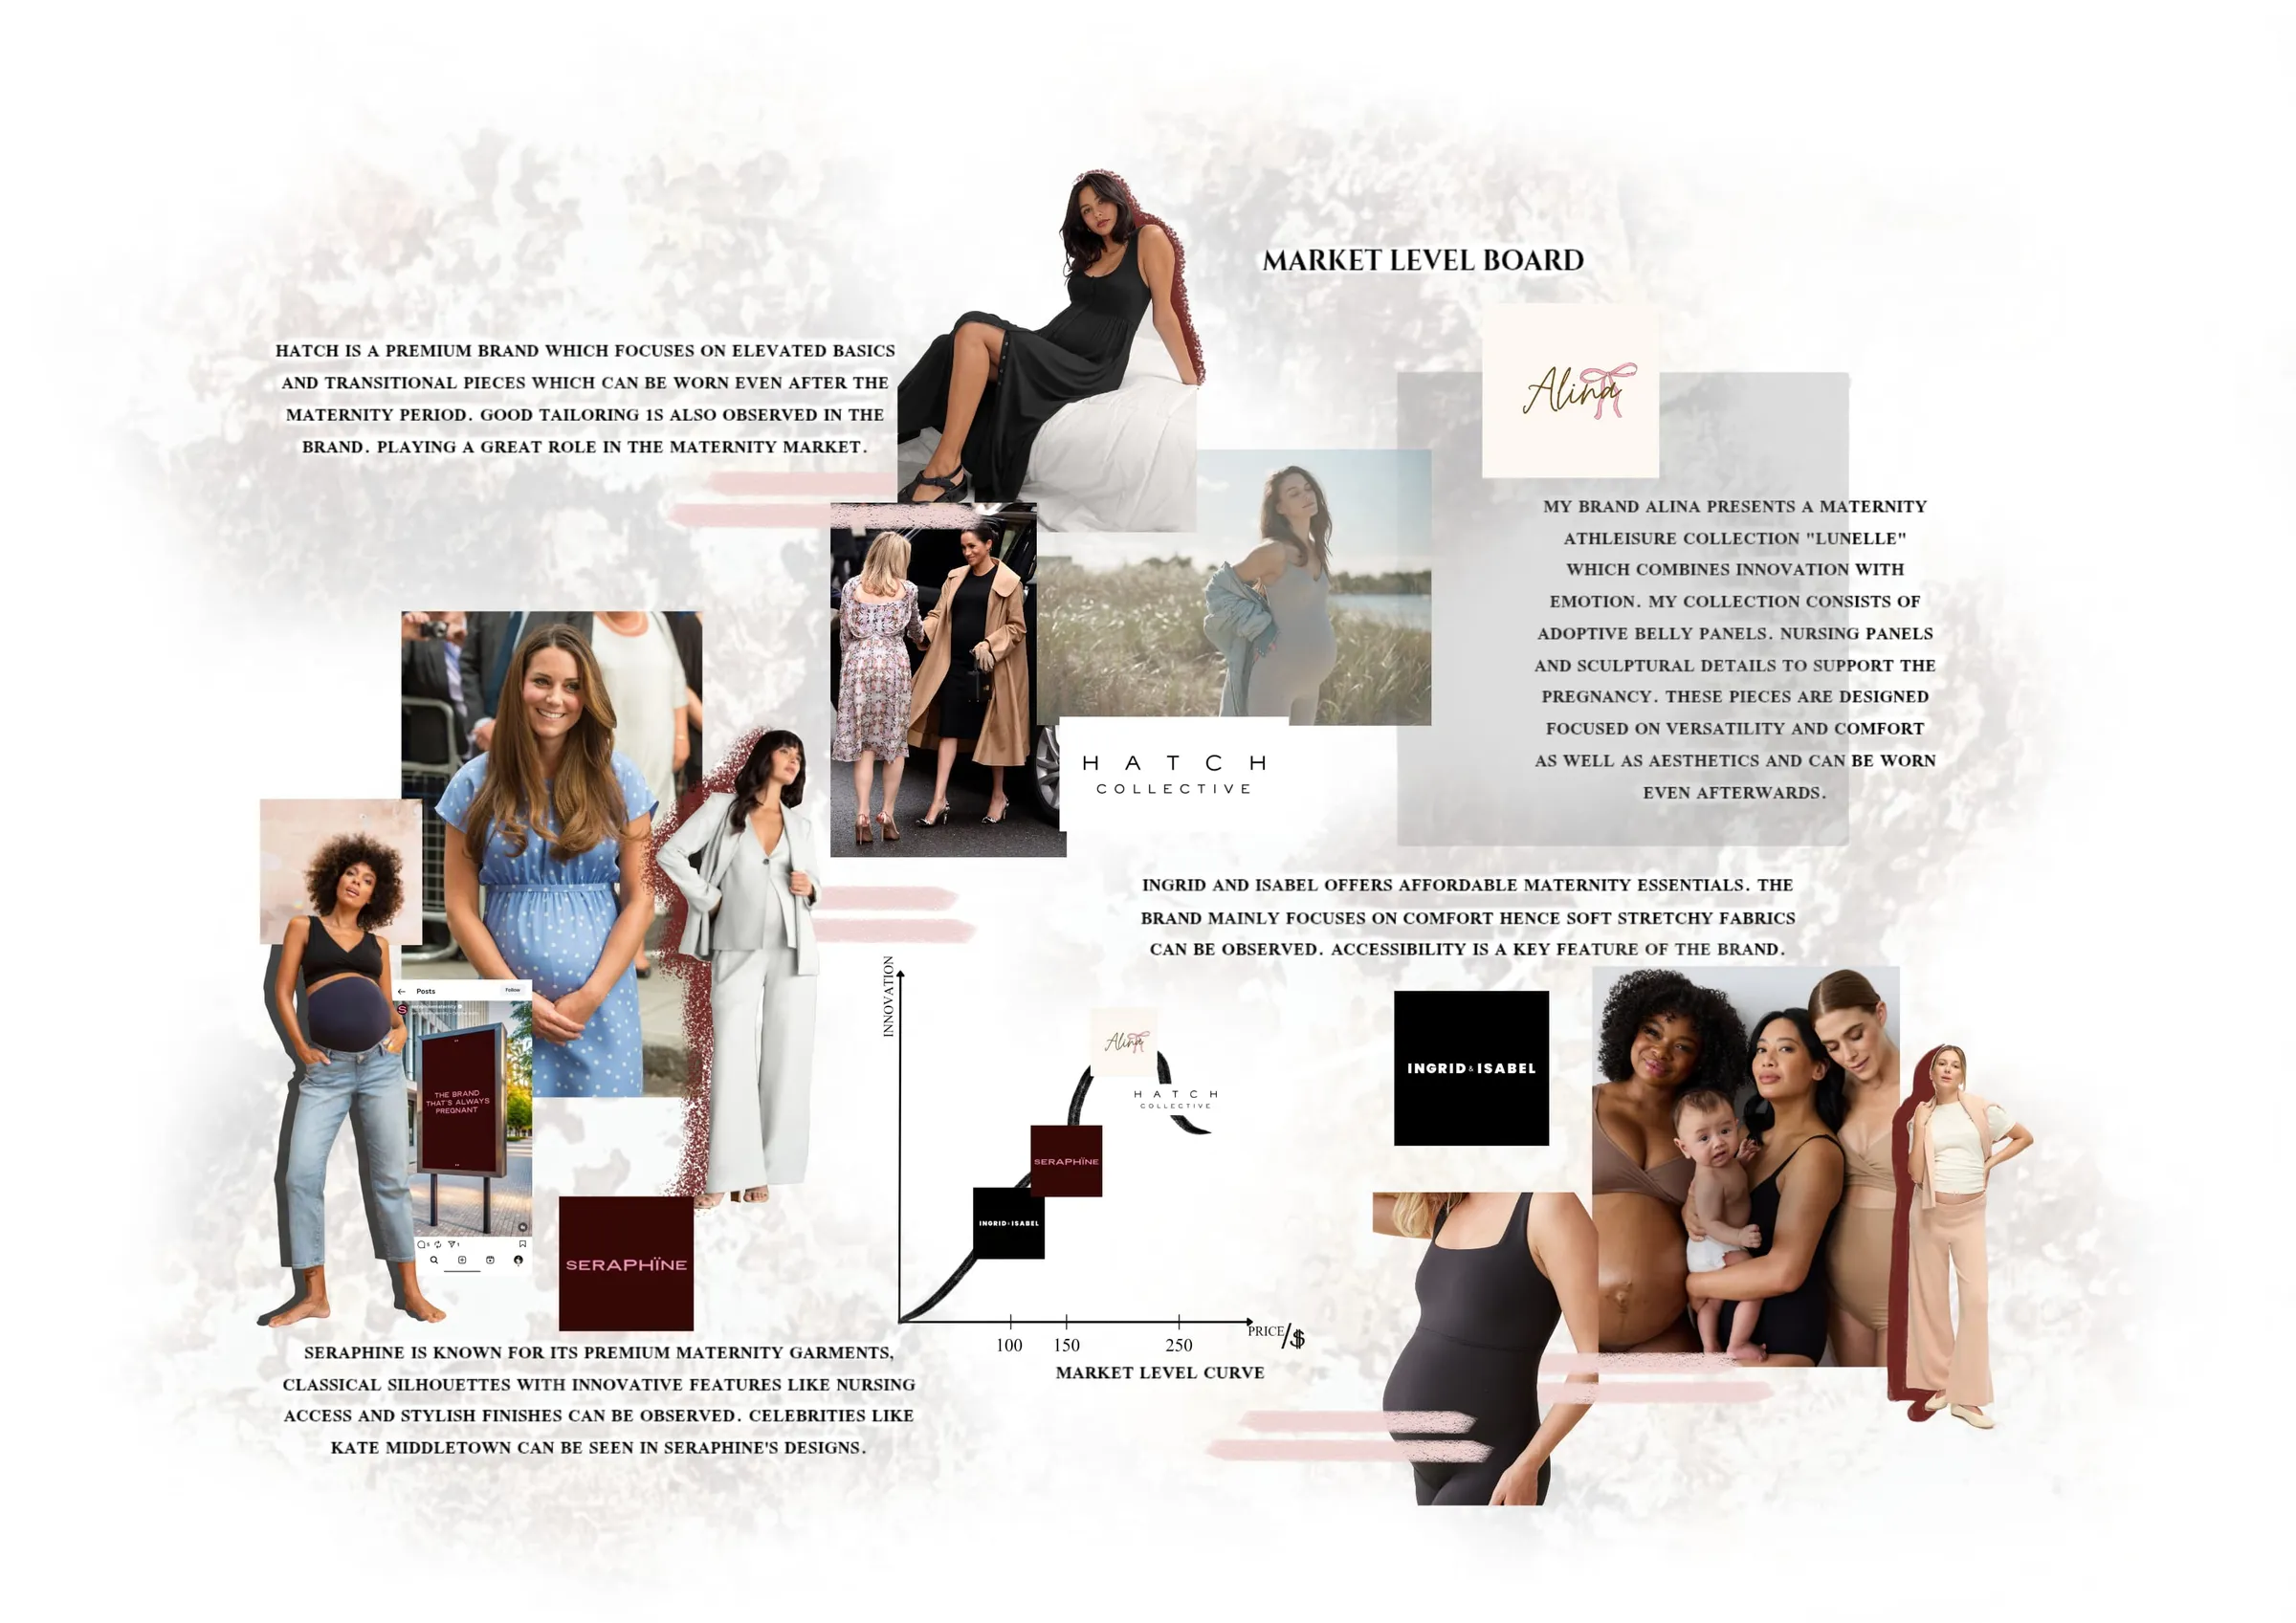 MARKET LEVEL BOARD
HATCH IS A PREMIUM BRAND WHICH FOCUSES ON ELEVATED BASICS
AND TRANSITIONAL PIECES WHICH CAN BE WORN EVEN AFTER THE
MATERNITY PERIOD. GOOD TAILORING 1S ALSO OBSERVED IN THE
BRAND. PLAYING A GREAT ROLE IN THE MATERNITY MARKET.
Alina
MY BRAND ALINA PRESENTS A MATERNITY
ATHLEISURE COLLECTION "LUNELLE"
WHICH COMBINES INNOVATION WITH
EMOTION. MY COLLECTION CONSISTS OF
ADOPTIVE BELLY PANELS. NURSING PANELS
AND SCULPTURAL DETAILS TO SUPPORT THE
PREGNANCY. THESE PIECES ARE DESIGNED
FOCUSED ON VERSATILITY AND COMFORT
AS WELL AS AESTHETICS AND CAN BE WORN
EVEN AFTERWARDS.
HATCH
COLLECTIVE
INGRID AND ISABEL OFFERS AFFORDABLE MATERNITY ESSENTIALS. THE
BRAND MAINLY FOCUSES ON COMFORT HENCE SOFT STRETCHY FABRICS
CAN BE OBSERVED. ACCESSIBILITY IS A KEY FEATURE OF THE BRAND.
INGRID & ISABEL
Posts
Follow
THE BRAND
THAT'S ALWAYS
PREGNANT
SERAPHÏNE
SERAPHINE IS KNOWN FOR ITS PREMIUM MATERNITY GARMENTS,
CLASSICAL SILHOUETTES WITH INNOVATIVE FEATURES LIKE NURSING
ACCESS AND STYLISH FINISHES CAN BE OBSERVED. CELEBRITIES LIKE
KATE MIDDLETOWN CAN BE SEEN IN SERAPHINE'S DESIGNS.
INNOVATION
Alina
HATCH
COLLECTIVE
SERAPHÏNE
INGRID & ISABEL
100 150 250
PRICE/$
MARKET LEVEL CURVE